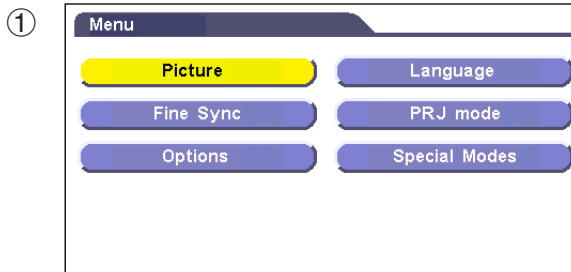 ①
Menu
Picture
Language
Fine Sync
PRJ mode
Options
Special Modes